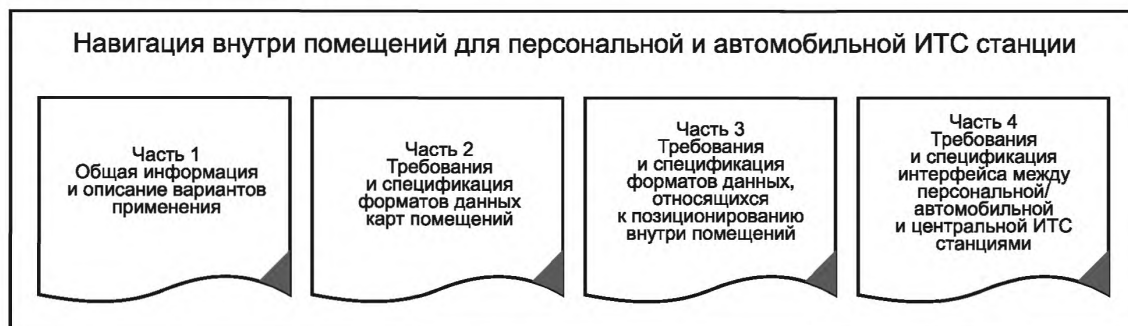 Навигация внутри помещений для персональной и автомобильной ИТС станции
Часть 1
Общая информация
и описание вариантов
применения
Часть 2
Требования
и спецификация
форматов данных
карт помещений
Часть 3
Требования
и спецификация
форматов данных,
относящихся
к позиционированию
внутри помещений
Часть 4
Требования
и спецификация
интерфейса между
персональной/
автомобильной
и центральной ИТС
станциями